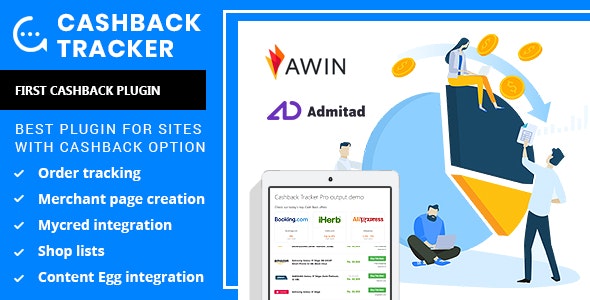 CASHBACK
TRACKER
FIRST CASHBACK PLUGIN
BEST PLUGIN FOR SITES
WITH CASHBACK OPTION
Order tracking
Merchant page creation
Mycred integration
Shop lists
Content Egg integration
AWIN
Admitad
Cashback Tracker Pro output demo
Booking.com
iHerb
AliExpress
amazon